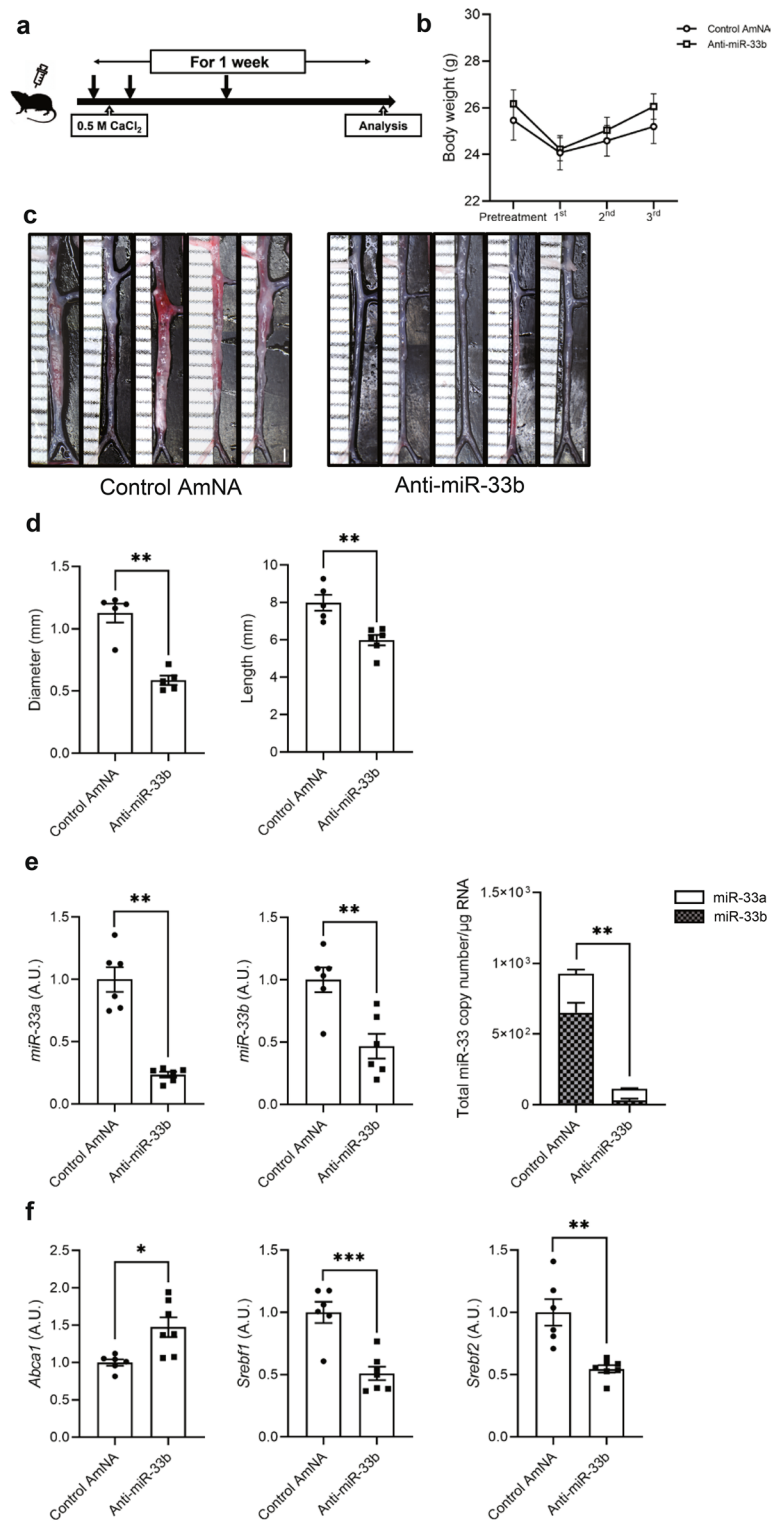 a
For 1 week
0.5 M CaCl2
Analysis
b
Control AmNA
Anti-miR-33b
Body weight (g)
30
28
26
24
22
Pretreatment 1st 2nd 3rd
c
Control AmNA
Anti-miR-33b
d
Diameter (mm)
1.5
1.0
0.5
0.0
**
Control AmNA
Anti-miR-33b
Length (mm)
10
8
6
4
2
0
**
Control AmNA
Anti-miR-33b
e
miR-33a (A.U.)
1.5
1.0
0.5
0.0
**
Control AmNA
Anti-miR-33b
miR-33b (A.U.)
1.5
1.0
0.5
0.0
**
Control AmNA
Anti-miR-33b
Total miR-33 copy number/μg RNA
1.5×10³
1×10³
5×10²
0
**
Control AmNA
Anti-miR-33b
miR-33a
miR-33b
f
Abca1 (A.U.)
2.5
2.0
1.5
1.0
0.5
0.0
*
Control AmNA
Anti-miR-33b
Srebf1 (A.U.)
1.5
1.0
0.5
0.0
***
Control AmNA
Anti-miR-33b
Srebf2 (A.U.)
1.5
1.0
0.5
0.0
**
Control AmNA
Anti-miR-33b